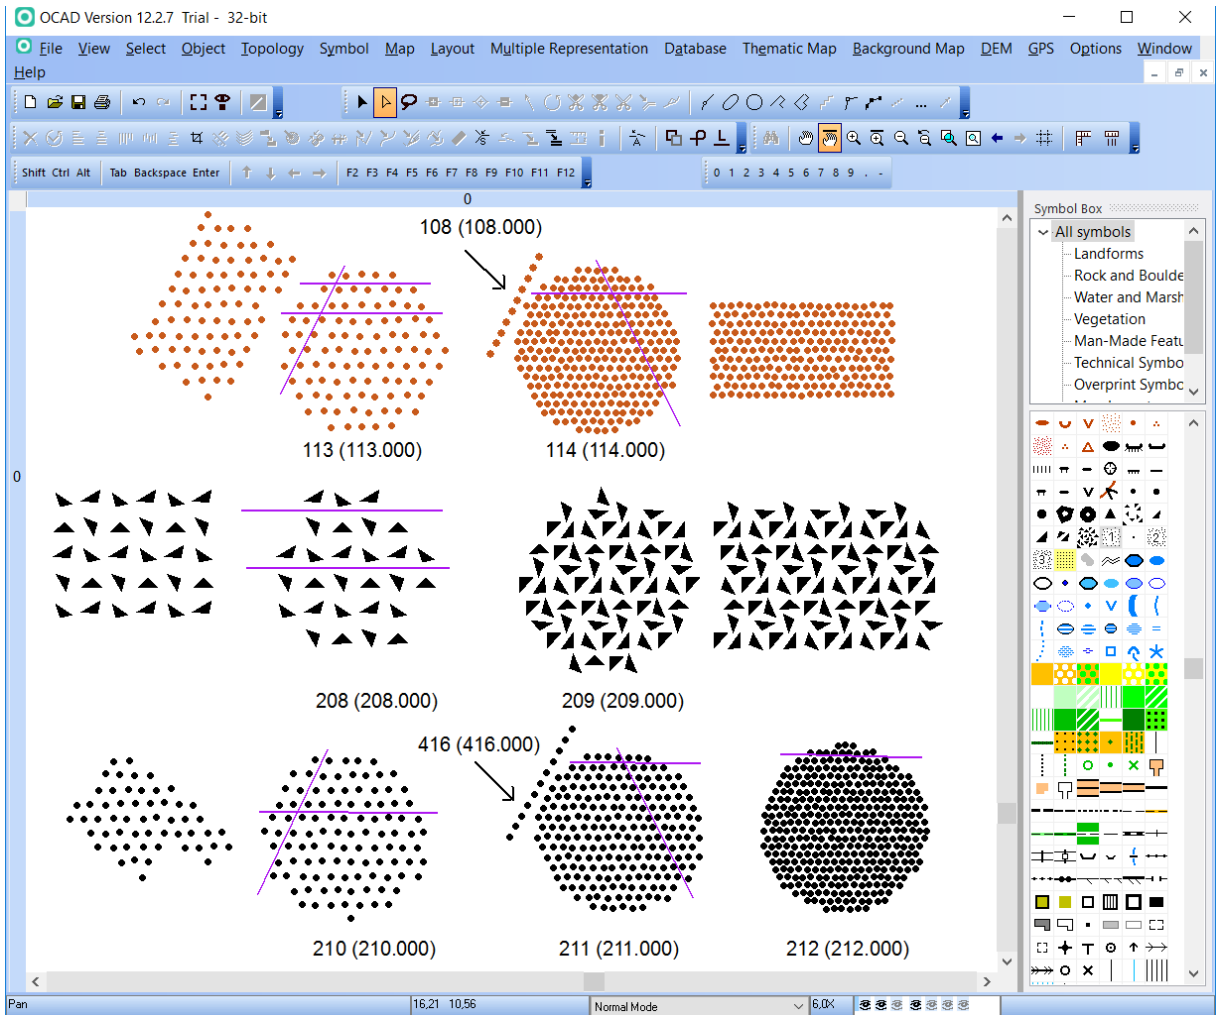 OCAD Version 12.2.7 Trial - 32-bit
File View Select Object Topology Symbol Map Layout Multiple Representation Database Thematic Map Background Map DEM GPS Options Window
Help
Shift Ctrl Alt Tab Backspace Enter F2 F3 F4 F5 F6 F7 F8 F9 F10 F11 F12 0 1 2 3 4 5 6 7 8 9 . -
0
Symbol Box
All symbols
Landforms
Rock and Boulde
Water and Marsh
Vegetation
Man-Made Featu
Technical Symbo
Overprint Symbo
108 (108.000)
113 (113.000) 114 (114.000)
0
208 (208.000) 209 (209.000)
416 (416.000)
210 (210.000) 211 (211.000) 212 (212.000)
Pan 16,21 10,56 Normal Mode 6,0X